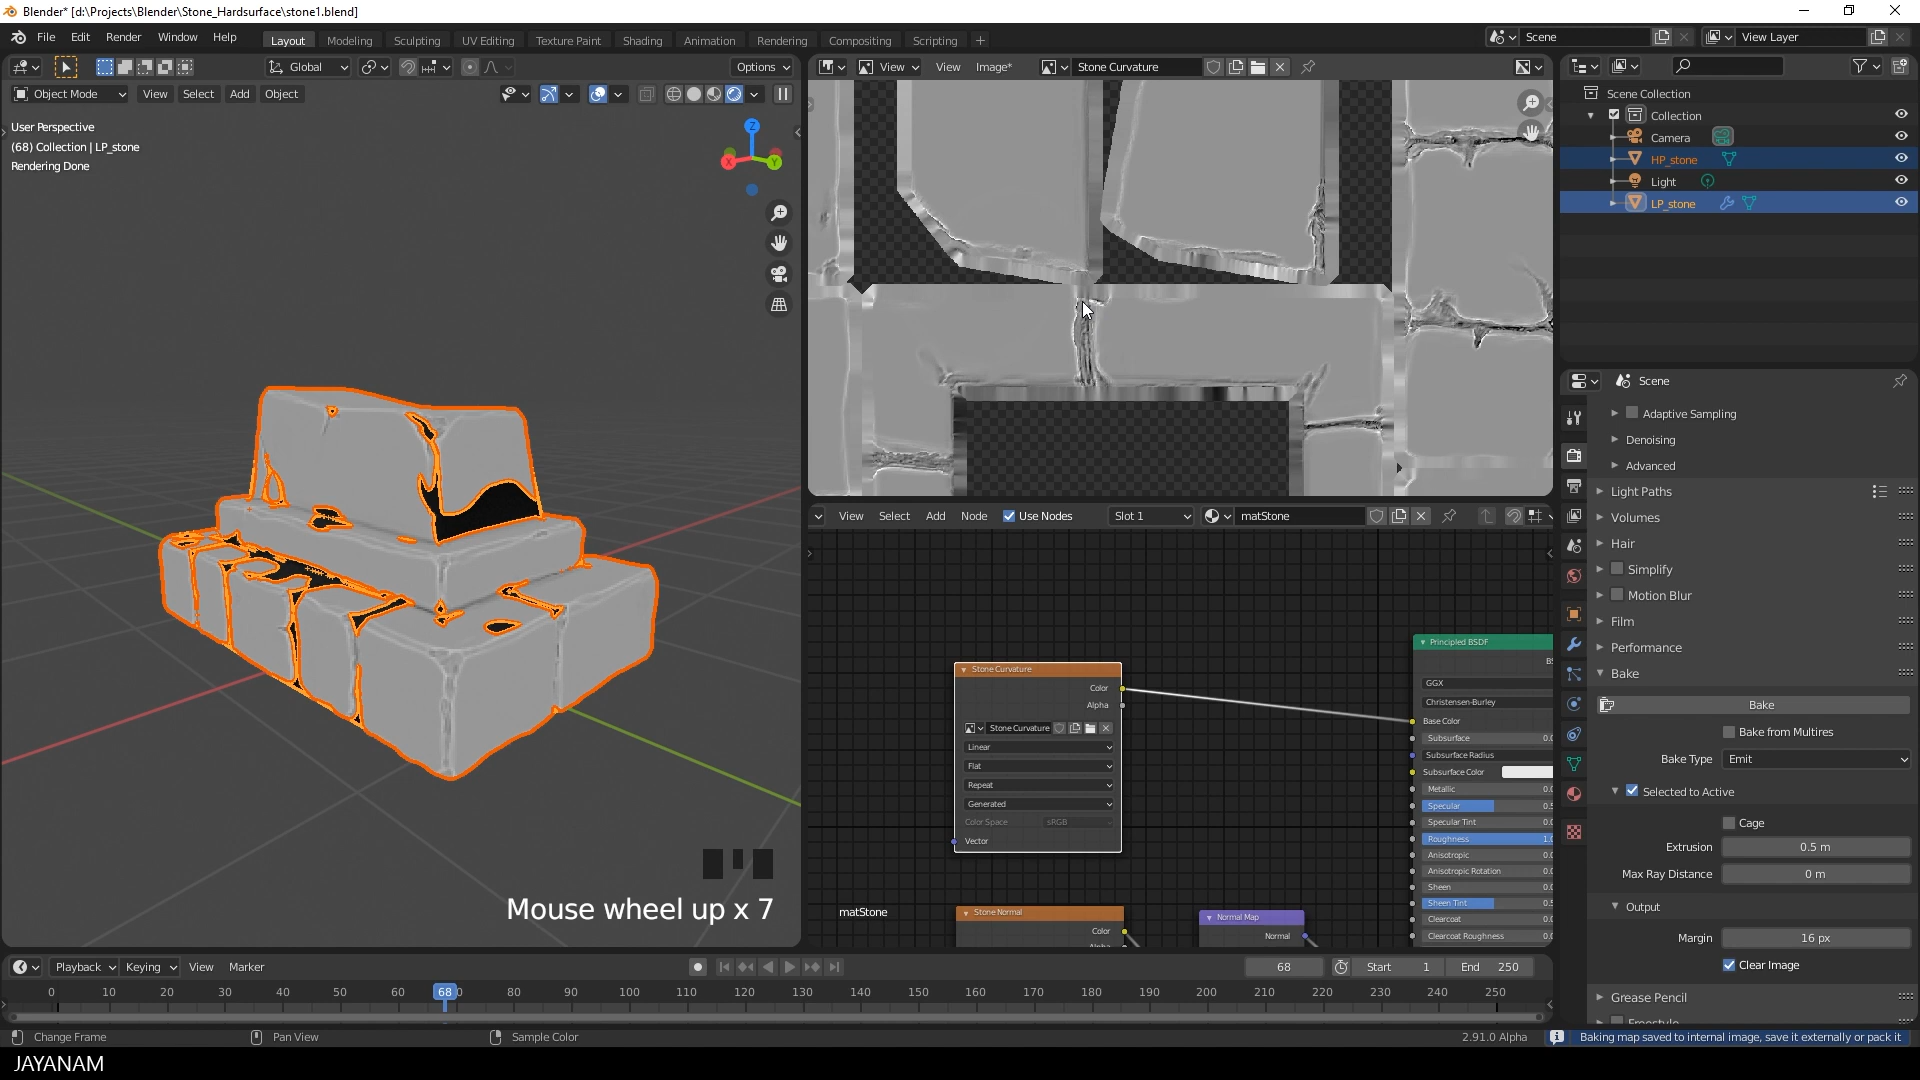 Blender* [d:\Projects\Blender\Stone_Hardsurface\stone1.blend]
File Edit Render Window Help
Layout Modeling Sculpting UV Editing Texture Paint Shading Animation Rendering Compositing Scripting +
Scene View Layer
Global Options
View View Image* Stone Curvature
Object Mode View Select Add Object
User Perspective
(68) Collection | LP_stone
Rendering Done
Z
X Y
Scene Collection
Collection
Camera
HP_stone
Light
LP_stone
Scene
Adaptive Sampling
Denoising
Advanced
Light Paths
Volumes
Hair
Simplify
Motion Blur
Film
Performance
Bake
Bake
Bake from Multires
Bake Type Emit
Selected to Active
Cage
Extrusion 0.5 m
Max Ray Distance 0 m
Output
Margin 16 px
Clear Image
Grease Pencil
View Select Add Node Use Nodes Slot 1 matStone
Stone Curvature
Color
Alpha
Stone Curvature
Linear
Flat
Repeat
Generated
Color Space sRGB
Vector
matStone
Stone Normal
Color
Normal Map
Normal
Principled BSDF
GGX
Christensen-Burley
Base Color
Subsurface
Subsurface Radius
Subsurface Color
Metallic
Specular
Specular Tint
Roughness
Anisotropic
Anisotropic Rotation
Sheen
Sheen Tint
Clearcoat
Clearcoat Roughness
Mouse wheel up x 7
Playback Keying View Marker
68 Start 1 End 250
0 10 20 30 40 50 60 68 80 90 100 110 120 130 140 150 160 170 180 190 200 210 220 230 240 250
Change Frame Pan View Sample Color
2.91.0 Alpha Baking map saved to internal image, save it externally or pack it
JAYANAM